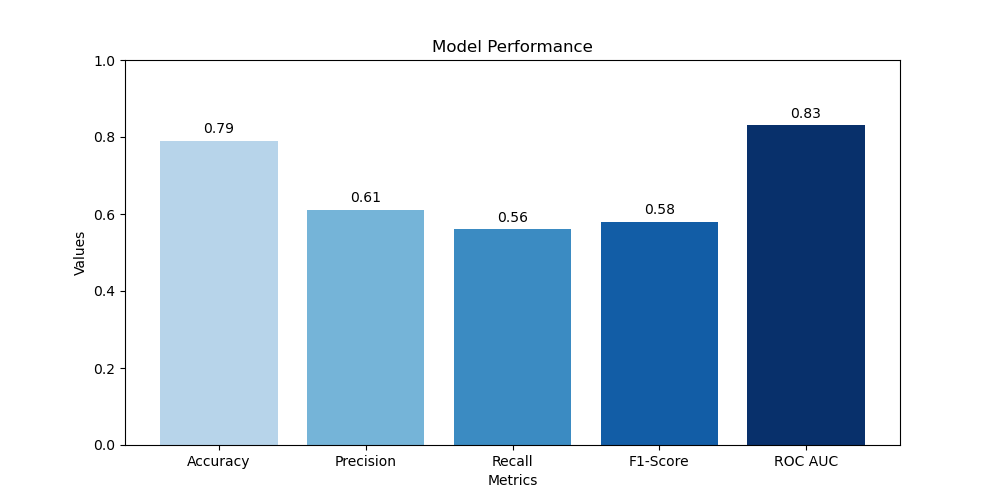 Model Performance
1.0
0.8
0.6
0.4
0.2
0.0
Values
0.79
0.61
0.56
0.58
0.83
Accuracy Precision Recall F1-Score ROC AUC
Metrics